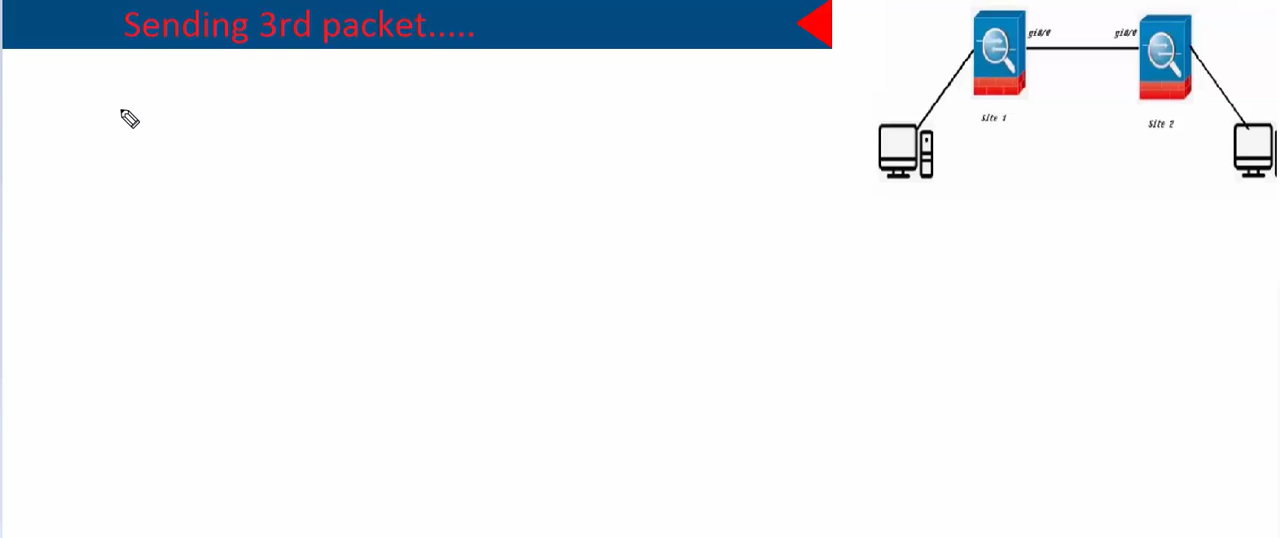 Sending 3rd packet.....
gi0/0
gi0/0
Site 1
Site 2